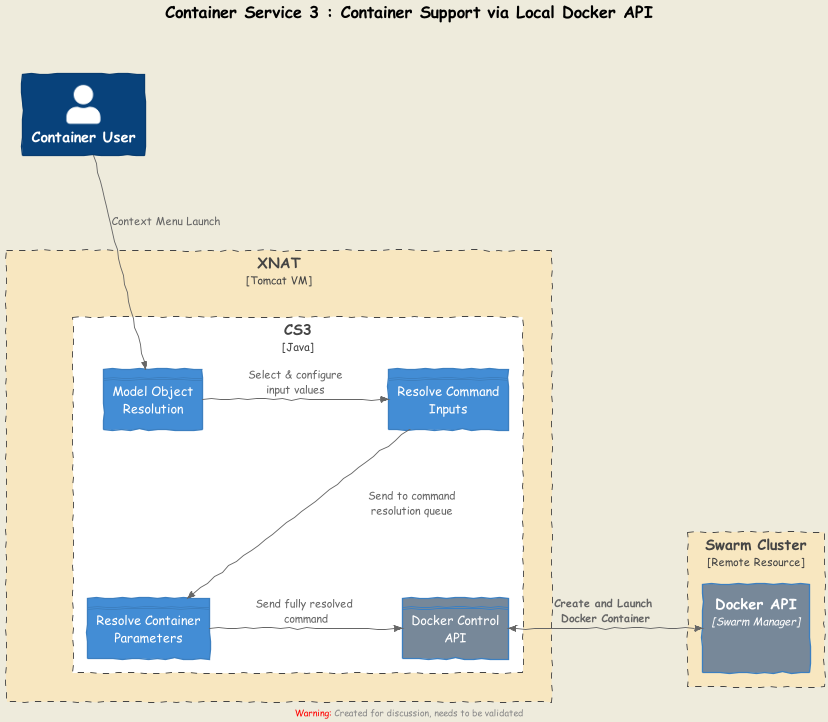 Container Service 3 : Container Support via Local Docker API
Container User
Context Menu Launch
XNAT
[Tomcat VM]
CS3
[Java]
Model Object
Resolution
Select & configure
input values
Resolve Command
Inputs
Send to command
resolution queue
Resolve Container
Parameters
Send fully resolved
command
Docker Control
API
Create and Launch
Docker Container
Swarm Cluster
[Remote Resource]
Docker API
[Swarm Manager]
Warning: Created for discussion, needs to be validated